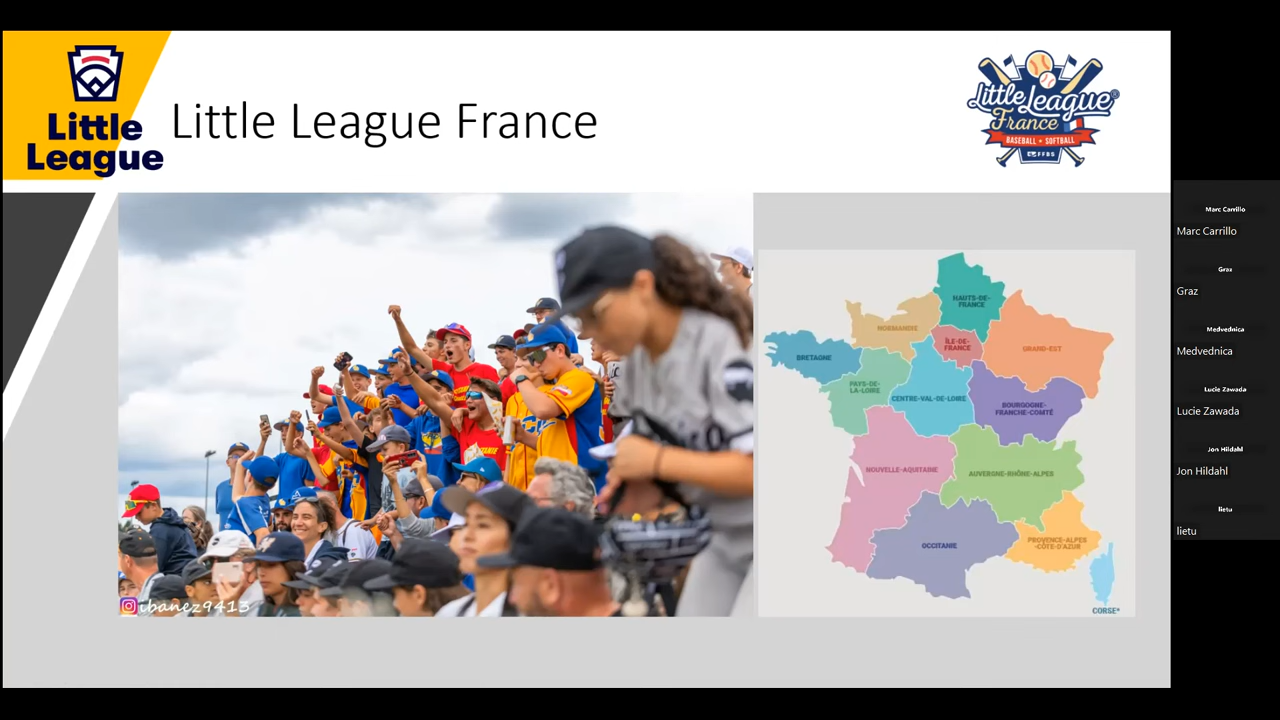 Little
League
Little League France
Little League®
France
BASEBALL • SOFTBALL
FFBS
ibanez9413
HAUTS-DE-
FRANCE
NORMANDIE
ÎLE-DE-
FRANCE
GRAND-EST
BRETAGNE
PAYS-DE-
LA-LOIRE
CENTRE-VAL-DE-LOIRE
BOURGOGNE-
FRANCHE-COMTÉ
NOUVELLE-AQUITAINE
AUVERGNE-RHÔNE-ALPES
OCCITANIE
PROVENCE-ALPES
-CÔTE-D'AZUR
CORSE*
Marc Carrillo
Marc Carrillo
Graz
Graz
Medvednica
Medvednica
Lucie Zawada
Lucie Zawada
Jon Hildahl
Jon Hildahl
lietu
lietu